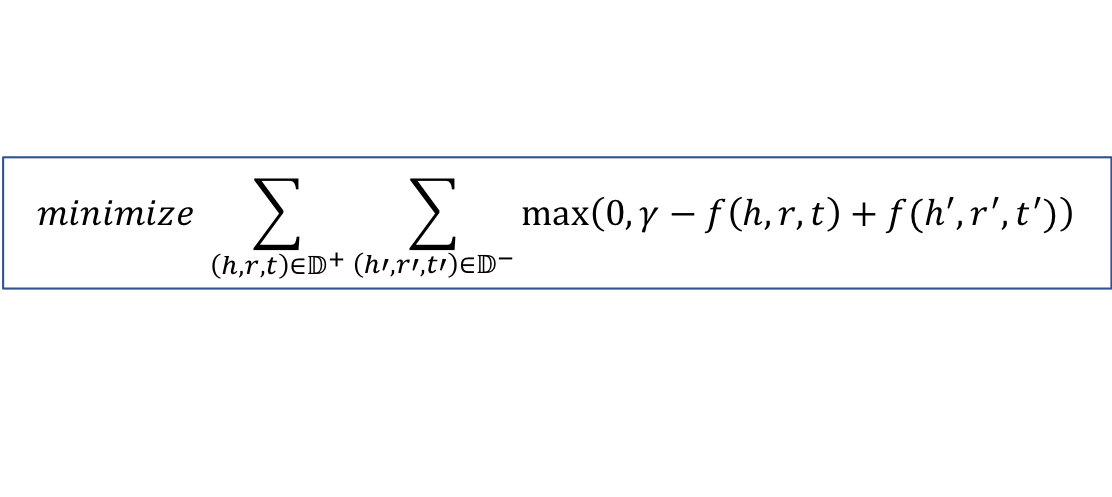 minimize ∑ ∑ max(0, γ − f(h, r, t) + f(h′, r′, t′))
(h,r,t)∈𝔻⁺ (h′,r′,t′)∈𝔻⁻